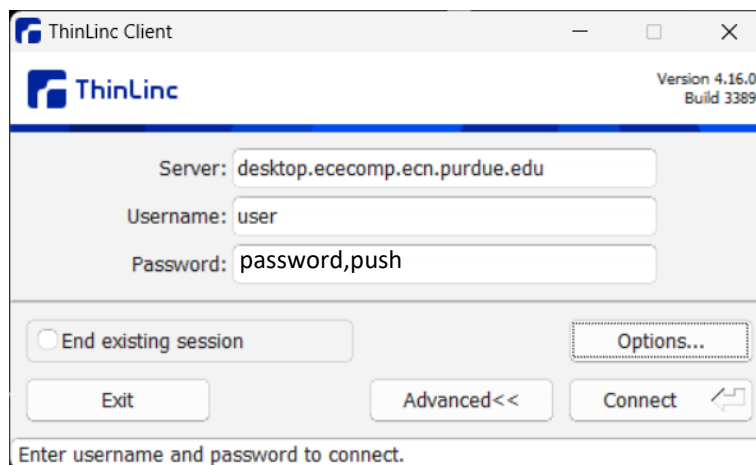 ThinLinc Client
ThinLinc
Version 4.16.0
Build 3389
Server: desktop.ececomp.ecn.purdue.edu
Username: user
Password: password,push
End existing session
Options...
Exit
Advanced<<
Connect
Enter username and password to connect.